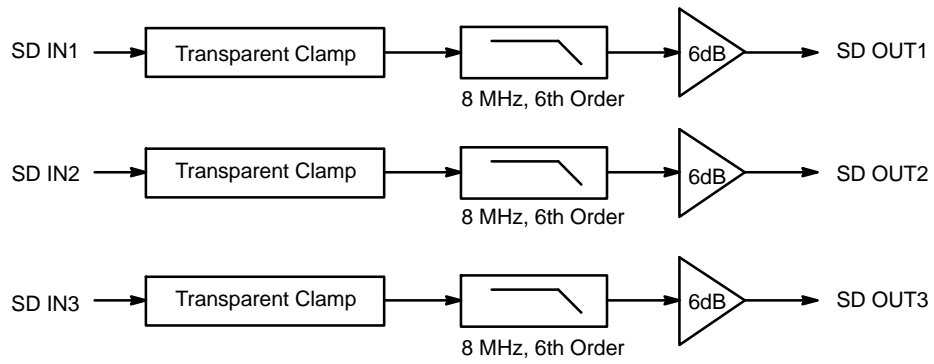 SD IN1
Transparent Clamp
6dB
SD OUT1
8 MHz, 6th Order
SD IN2
Transparent Clamp
6dB
SD OUT2
8 MHz, 6th Order
SD IN3
Transparent Clamp
6dB
SD OUT3
8 MHz, 6th Order